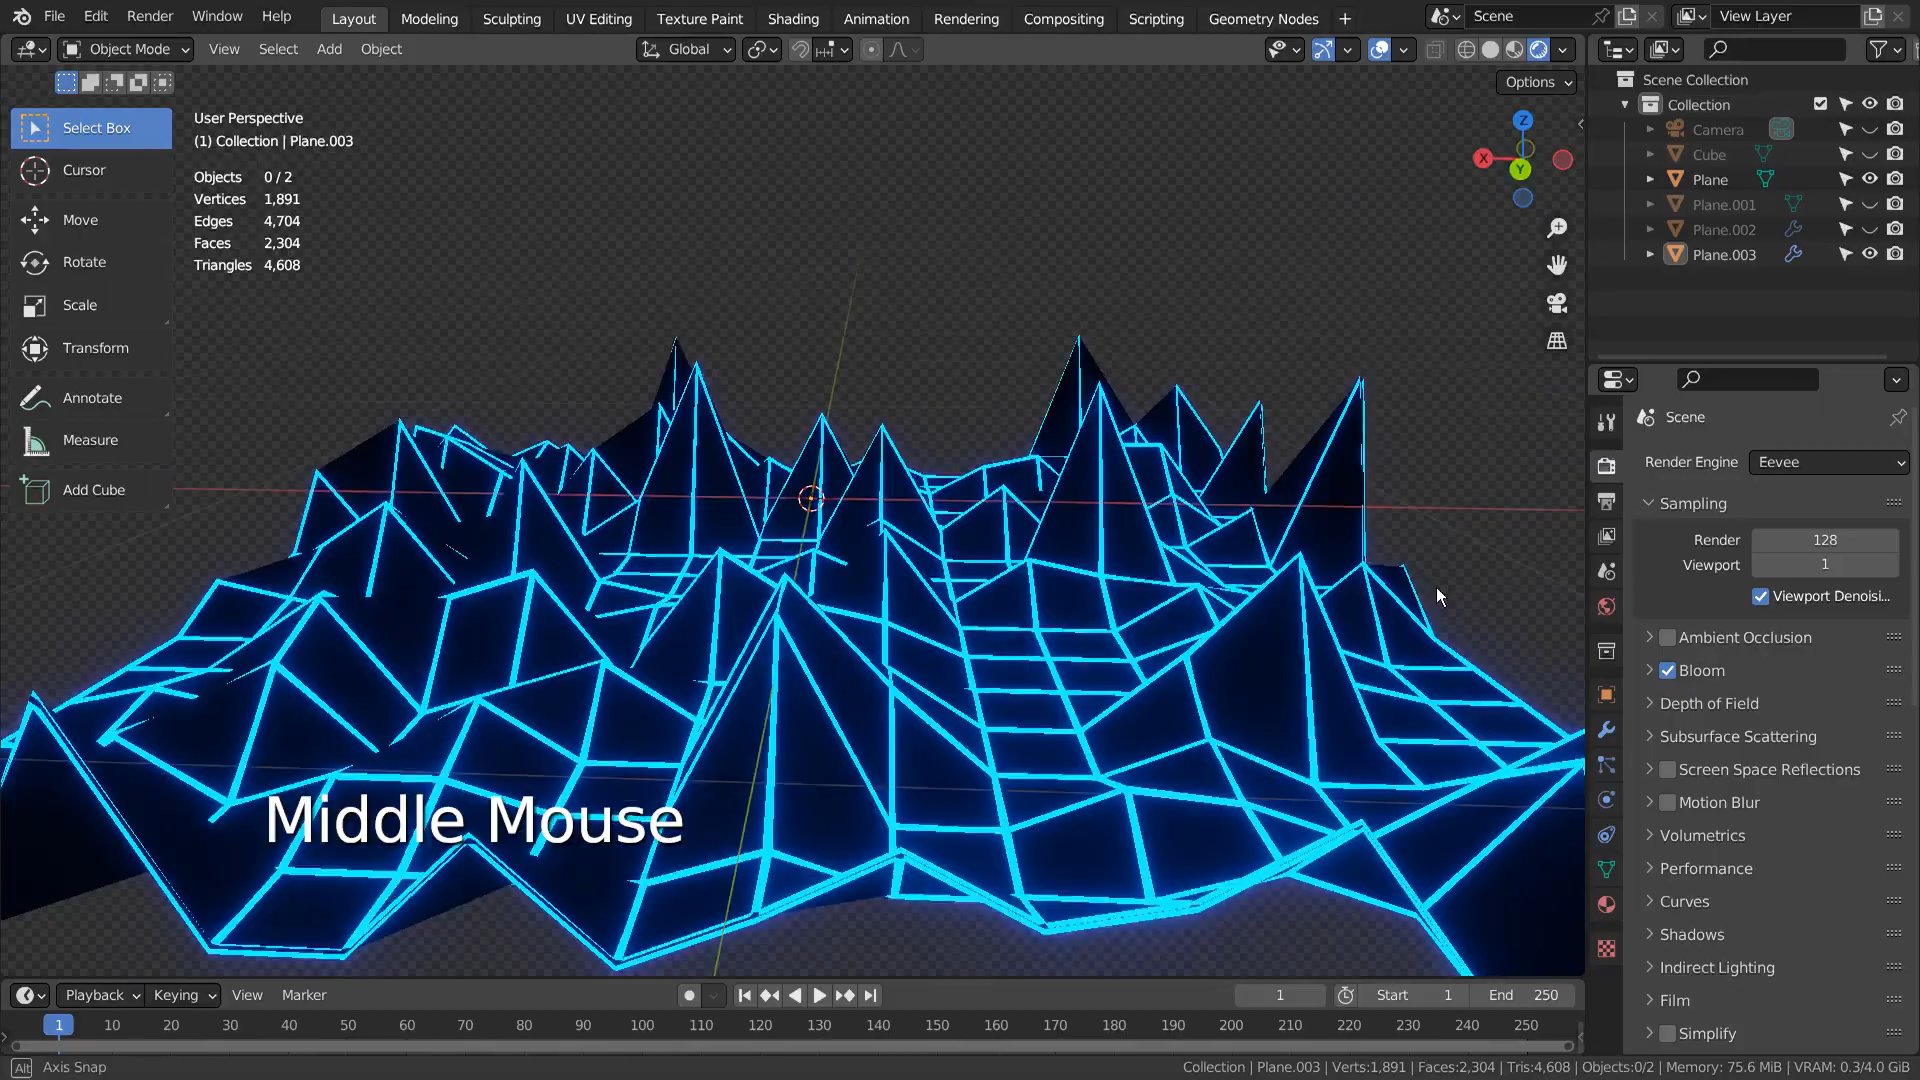 File Edit Render Window Help Layout Modeling Sculpting UV Editing Texture Paint Shading Animation Rendering Compositing Scripting Geometry Nodes + Scene View Layer
Object Mode View Select Add Object Global
Options
Select Box
Cursor
Move
Rotate
Scale
Transform
Annotate
Measure
Add Cube
User Perspective
(1) Collection | Plane.003
Objects 0 / 2
Vertices 1,891
Edges 4,704
Faces 2,304
Triangles 4,608
Z
X
Y
Middle Mouse
Scene Collection
Collection
Camera
Cube
Plane
Plane.001
Plane.002
Plane.003
Scene
Render Engine Eevee
Sampling
Render 128
Viewport 1
Viewport Denoisi...
Ambient Occlusion
Bloom
Depth of Field
Subsurface Scattering
Screen Space Reflections
Motion Blur
Volumetrics
Performance
Curves
Shadows
Indirect Lighting
Film
Simplify
Playback Keying View Marker 1 Start 1 End 250
1 10 20 30 40 50 60 70 80 90 100 110 120 130 140 150 160 170 180 190 200 210 220 230 240 250
Alt Axis Snap
Collection | Plane.003 | Verts:1,891 | Faces:2,304 | Tris:4,608 | Objects:0/2 | Memory: 75.6 MiB | VRAM: 0.3/4.0 GiB